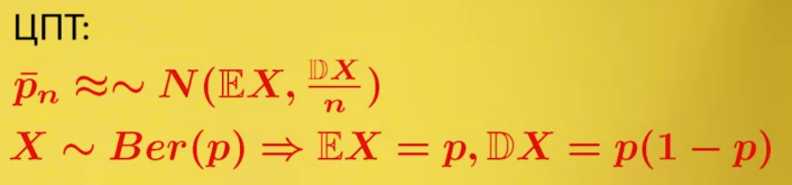 ЦПТ:
p̄ₙ ≈∼ N(𝔼X, 𝔻X/n)
X ∼ Ber(p) ⇒ 𝔼X = p, 𝔻X = p(1 − p)